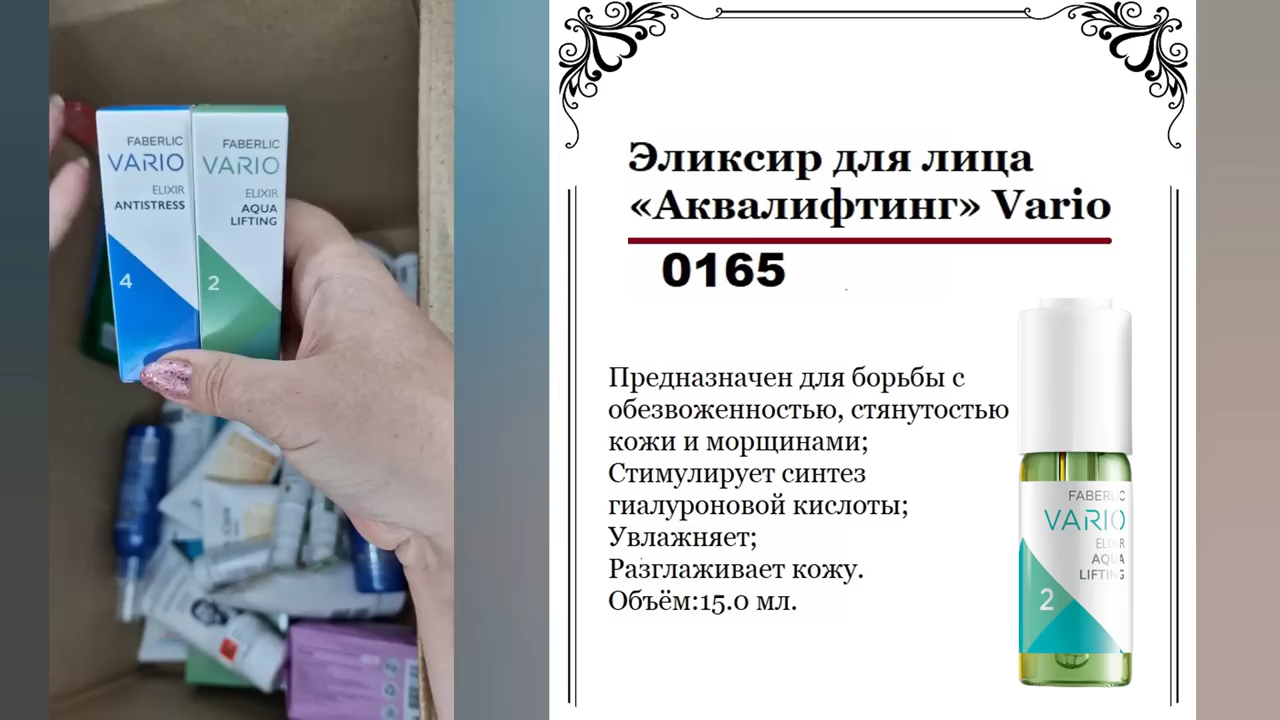 FABERLIC
VARIO
ELIXIR
ANTISTRESS
4
FABERLIC
VARIO
ELIXIR
AQUA
LIFTING
2
Эликсир для лица
«Аквалифтинг» Vario
0165
Предназначен для борьбы с
обезвоженностью, стянутостью
кожи и морщинами;
Стимулирует синтез
гиалуроновой кислоты;
Увлажняет;
Разглаживает кожу.
Объём:15.0 мл.
FABERLIC
VARIO
ELIXIR
AQUA
LIFTING
2